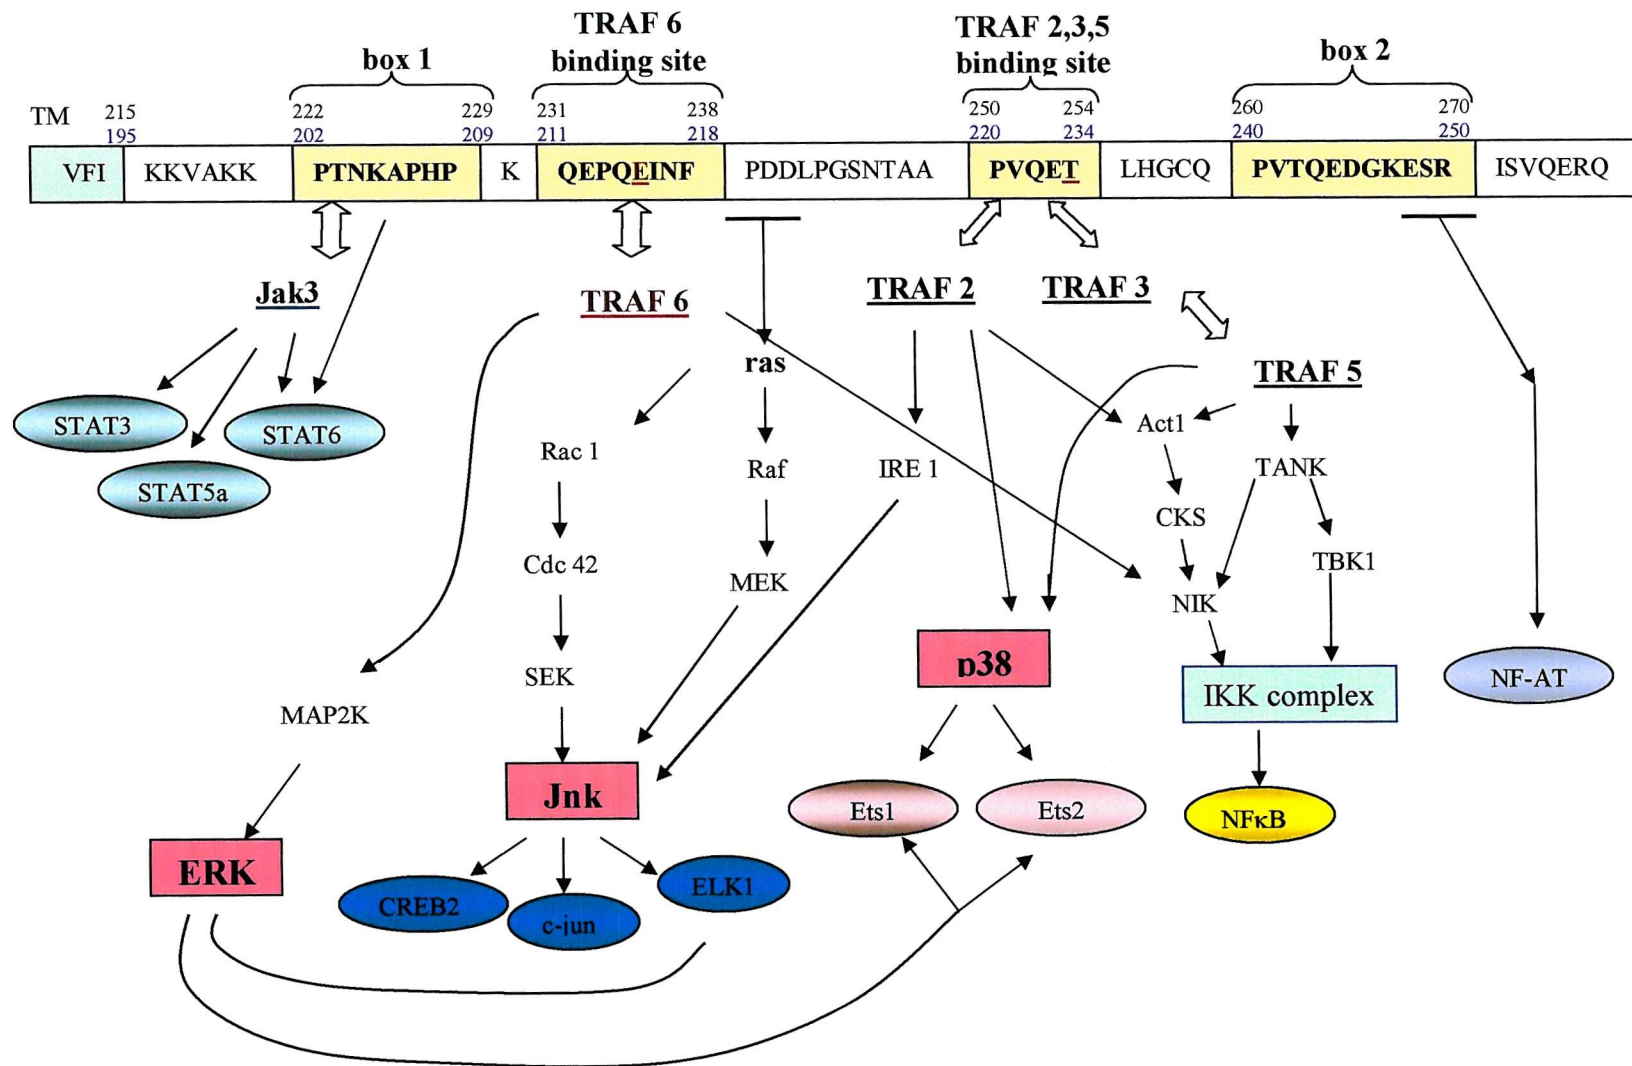 TRAF 6
binding site
TRAF 2,3,5
binding site
box 1
box 2
TM
215
195
222
202
229
209
231
211
238
218
250
220
254
234
260
240
270
250
VFI
KKVAKK
PTNKAPHP
K
QEPQEINF
PDDLPGSNTAA
PVQET
LHGCQ
PVTQEDGKESR
ISVQERQ
Jak3
TRAF 6
TRAF 2
TRAF 3
ras
TRAF 5
STAT3
STAT6
STAT5a
Rac 1
Raf
IRE 1
Act1
TANK
CKS
Cdc 42
MEK
TBK1
NIK
SEK
p38
NF-AT
IKK complex
MAP2K
Jnk
Ets1
Ets2
NFκB
ERK
CREB2
c-jun
ELK1